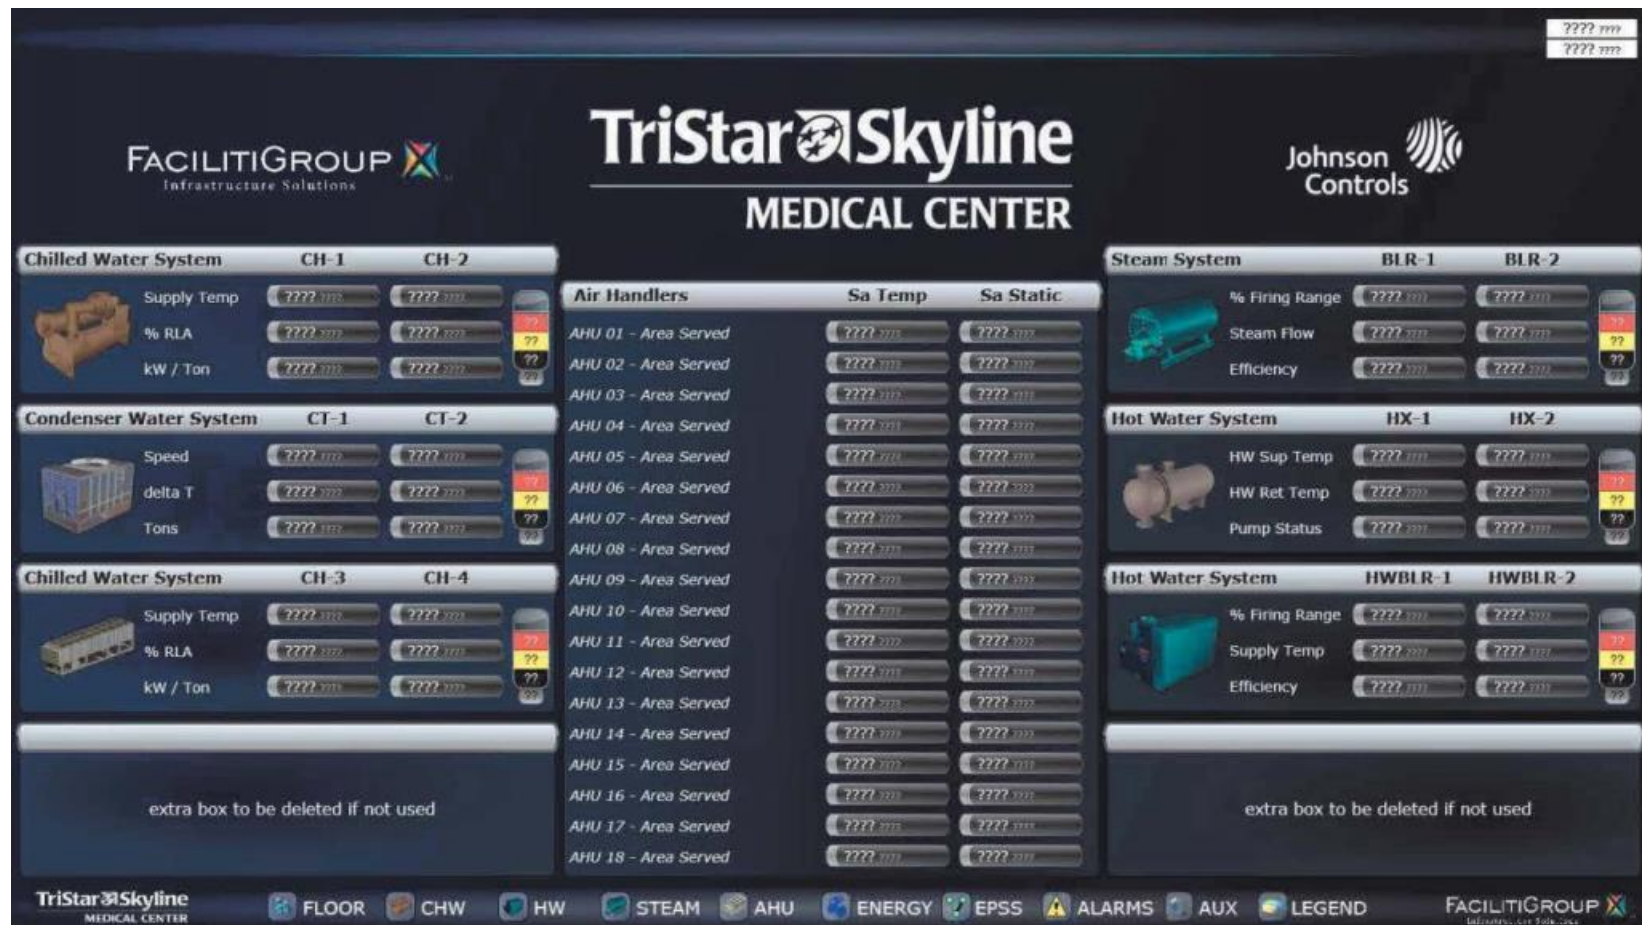 ???? ????
???? ????
FACILITIGROUP
Infrastructure Solutions
TriStar Skyline
MEDICAL CENTER
Johnson
Controls
Chilled Water System CH-1 CH-2
Supply Temp ???? ???? ???? ????
% RLA ???? ???? ???? ????
kW / Ton ???? ???? ???? ????
??
??
??
??
Condenser Water System CT-1 CT-2
Speed ???? ???? ???? ????
delta T ???? ???? ???? ????
Tons ???? ???? ???? ????
??
??
??
??
Chilled Water System CH-3 CH-4
Supply Temp ???? ???? ???? ????
% RLA ???? ???? ???? ????
kW / Ton ???? ???? ???? ????
??
??
??
??
extra box to be deleted if not used
Air Handlers Sa Temp Sa Static
AHU 01 - Area Served ???? ???? ???? ????
AHU 02 - Area Served ???? ???? ???? ????
AHU 03 - Area Served ???? ???? ???? ????
AHU 04 - Area Served ???? ???? ???? ????
AHU 05 - Area Served ???? ???? ???? ????
AHU 06 - Area Served ???? ???? ???? ????
AHU 07 - Area Served ???? ???? ???? ????
AHU 08 - Area Served ???? ???? ???? ????
AHU 09 - Area Served ???? ???? ???? ????
AHU 10 - Area Served ???? ???? ???? ????
AHU 11 - Area Served ???? ???? ???? ????
AHU 12 - Area Served ???? ???? ???? ????
AHU 13 - Area Served ???? ???? ???? ????
AHU 14 - Area Served ???? ???? ???? ????
AHU 15 - Area Served ???? ???? ???? ????
AHU 16 - Area Served ???? ???? ???? ????
AHU 17 - Area Served ???? ???? ???? ????
AHU 18 - Area Served ???? ???? ???? ????
Steam System BLR-1 BLR-2
% Firing Range ???? ???? ???? ????
Steam Flow ???? ???? ???? ????
Efficiency ???? ???? ???? ????
??
??
??
??
Hot Water System HX-1 HX-2
HW Sup Temp ???? ???? ???? ????
HW Ret Temp ???? ???? ???? ????
Pump Status ???? ???? ???? ????
??
??
??
??
Hot Water System HWBLR-1 HWBLR-2
% Firing Range ???? ???? ???? ????
Supply Temp ???? ???? ???? ????
Efficiency ???? ???? ???? ????
??
??
??
??
extra box to be deleted if not used
TriStar Skyline
MEDICAL CENTER
FLOOR CHW HW STEAM AHU ENERGY EPSS ALARMS AUX LEGEND
FACILITIGROUP
Infrastructure Solutions